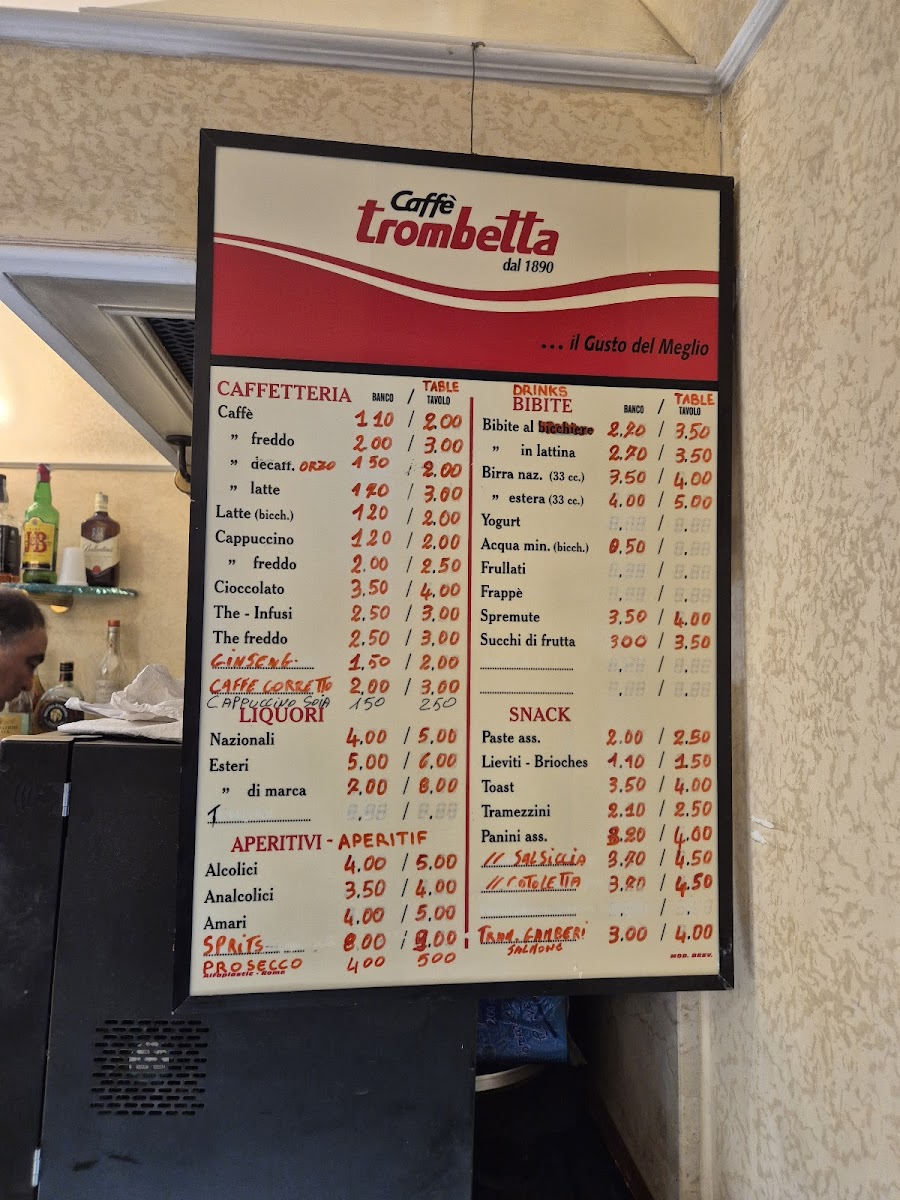 Caffè
trombetta
dal 1890
... il Gusto del Meglio
CAFFETTERIA BANCO / TABLE TAVOLO
Caffè 1.10 / 2.00
" freddo 2.00 / 3.00
" decaff. ORZO 1.50 / 2.00
" latte 1.20 / 3.00
Latte (bicch.) 1.20 / 2.00
Cappuccino 1.20 / 2.00
" freddo 2.00 / 2.50
Cioccolato 3.50 / 4.00
The - Infusi 2.50 / 3.00
The freddo 2.50 / 3.00
GINSENG 1.50 / 2.00
CAFFE CORRETTO 2.00 / 3.00
CAPPUCCINO SOIA 150 250
LIQUORI
Nazionali 4.00 / 5.00
Esteri 5.00 / 6.00
" di marca 7.00 / 8.00
APERITIVI - APERITIF
Alcolici 4.00 / 5.00
Analcolici 3.50 / 4.00
Amari 4.00 / 5.00
SPRITS 8.00 / 9.00
PROSECCO 400 500
Alfaplastic - Roma
DRINKS
BIBITE BANCO / TABLE TAVOLO
Bibite al bicchiere 2.20 / 3.50
" in lattina 2.70 / 3.50
Birra naz. (33 cc.) 3.50 / 4.00
" estera (33 cc.) 4.00 / 5.00
Yogurt
Acqua min. (bicch.) 0.50 /
Frullati
Frappè
Spremute 3.50 / 4.00
Succhi di frutta 300 / 3.50
SNACK
Paste ass. 2.00 / 2.50
Lieviti - Brioches 1.10 / 1.50
Toast 3.50 / 4.00
Tramezzini 2.10 / 2.50
Panini ass. 3.20 / 4.00
// SALSICCIA 3.70 / 4.50
// COTOLETTA 3.20 / 4.50
TRAM. GAMBERI 3.00 / 4.00
SALMONE
MOD. BREV.
J&B
Ballantine's